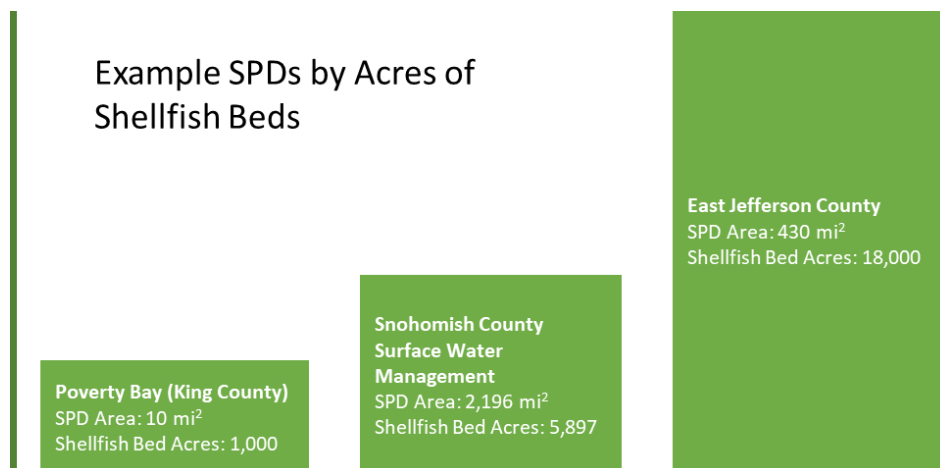 Example SPDs by Acres of
Shellfish Beds
Poverty Bay (King County)
SPD Area: 10 mi²
Shellfish Bed Acres: 1,000
Snohomish County
Surface Water
Management
SPD Area: 2,196 mi²
Shellfish Bed Acres: 5,897
East Jefferson County
SPD Area: 430 mi²
Shellfish Bed Acres: 18,000